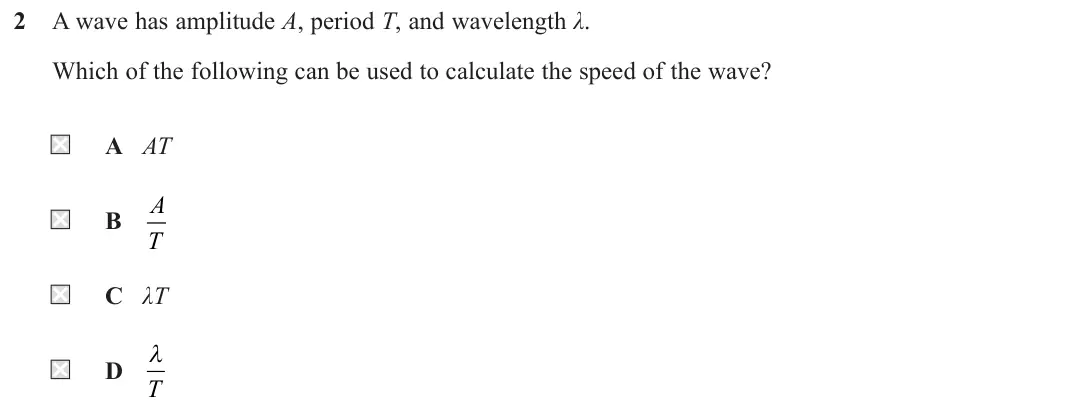 2 A wave has amplitude A, period T, and wavelength λ.
Which of the following can be used to calculate the speed of the wave?
A AT
B A/T
C λT
D λ/T